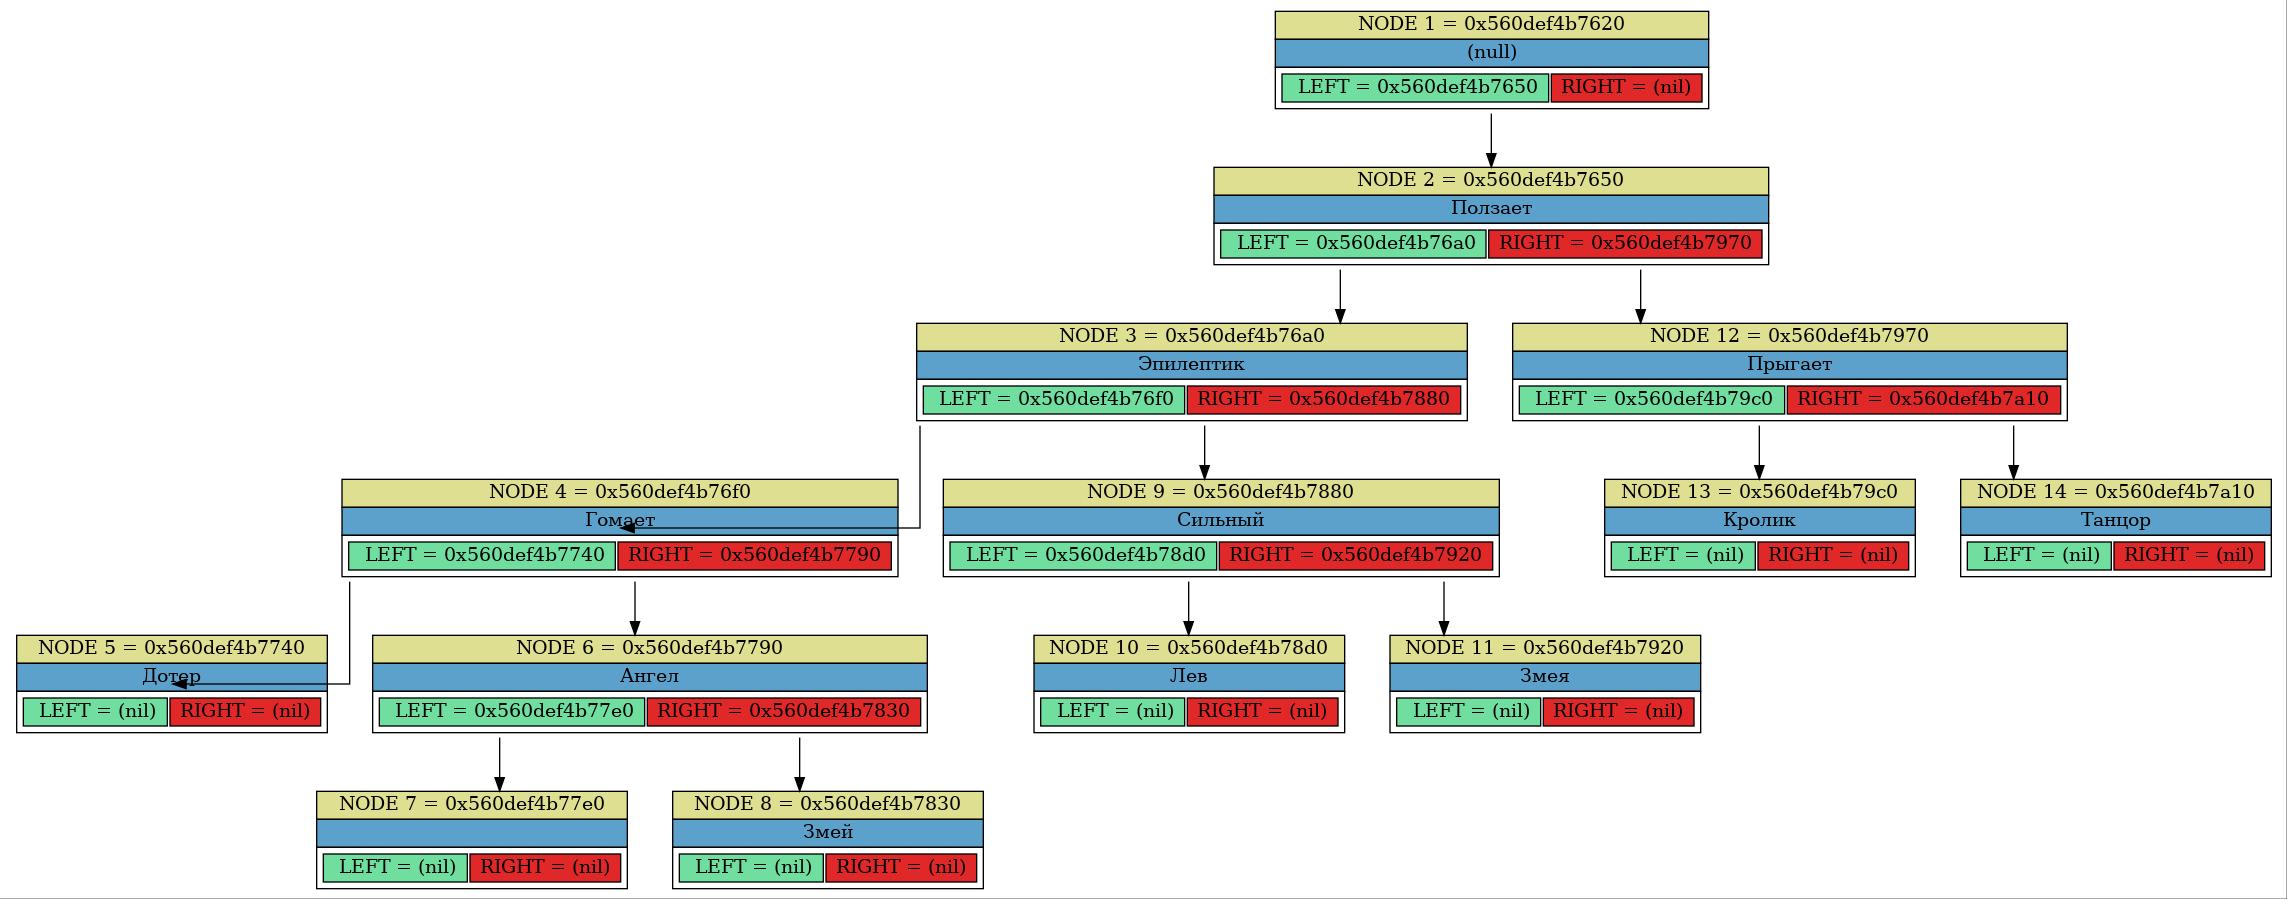 NODE 1 = 0x560def4b7620
(null)
LEFT = 0x560def4b7650 RIGHT = (nil)
NODE 2 = 0x560def4b7650
Ползает
LEFT = 0x560def4b76a0 RIGHT = 0x560def4b7970
NODE 3 = 0x560def4b76a0
Эпилептик
LEFT = 0x560def4b76f0 RIGHT = 0x560def4b7880
NODE 12 = 0x560def4b7970
Прыгает
LEFT = 0x560def4b79c0 RIGHT = 0x560def4b7a10
NODE 4 = 0x560def4b76f0
Гомает
LEFT = 0x560def4b7740 RIGHT = 0x560def4b7790
NODE 9 = 0x560def4b7880
Сильный
LEFT = 0x560def4b78d0 RIGHT = 0x560def4b7920
NODE 13 = 0x560def4b79c0
Кролик
LEFT = (nil) RIGHT = (nil)
NODE 14 = 0x560def4b7a10
Танцор
LEFT = (nil) RIGHT = (nil)
NODE 5 = 0x560def4b7740
Дотер
LEFT = (nil) RIGHT = (nil)
NODE 6 = 0x560def4b7790
Ангел
LEFT = 0x560def4b77e0 RIGHT = 0x560def4b7830
NODE 10 = 0x560def4b78d0
Лев
LEFT = (nil) RIGHT = (nil)
NODE 11 = 0x560def4b7920
Змея
LEFT = (nil) RIGHT = (nil)
NODE 7 = 0x560def4b77e0
LEFT = (nil) RIGHT = (nil)
NODE 8 = 0x560def4b7830
Змей
LEFT = (nil) RIGHT = (nil)